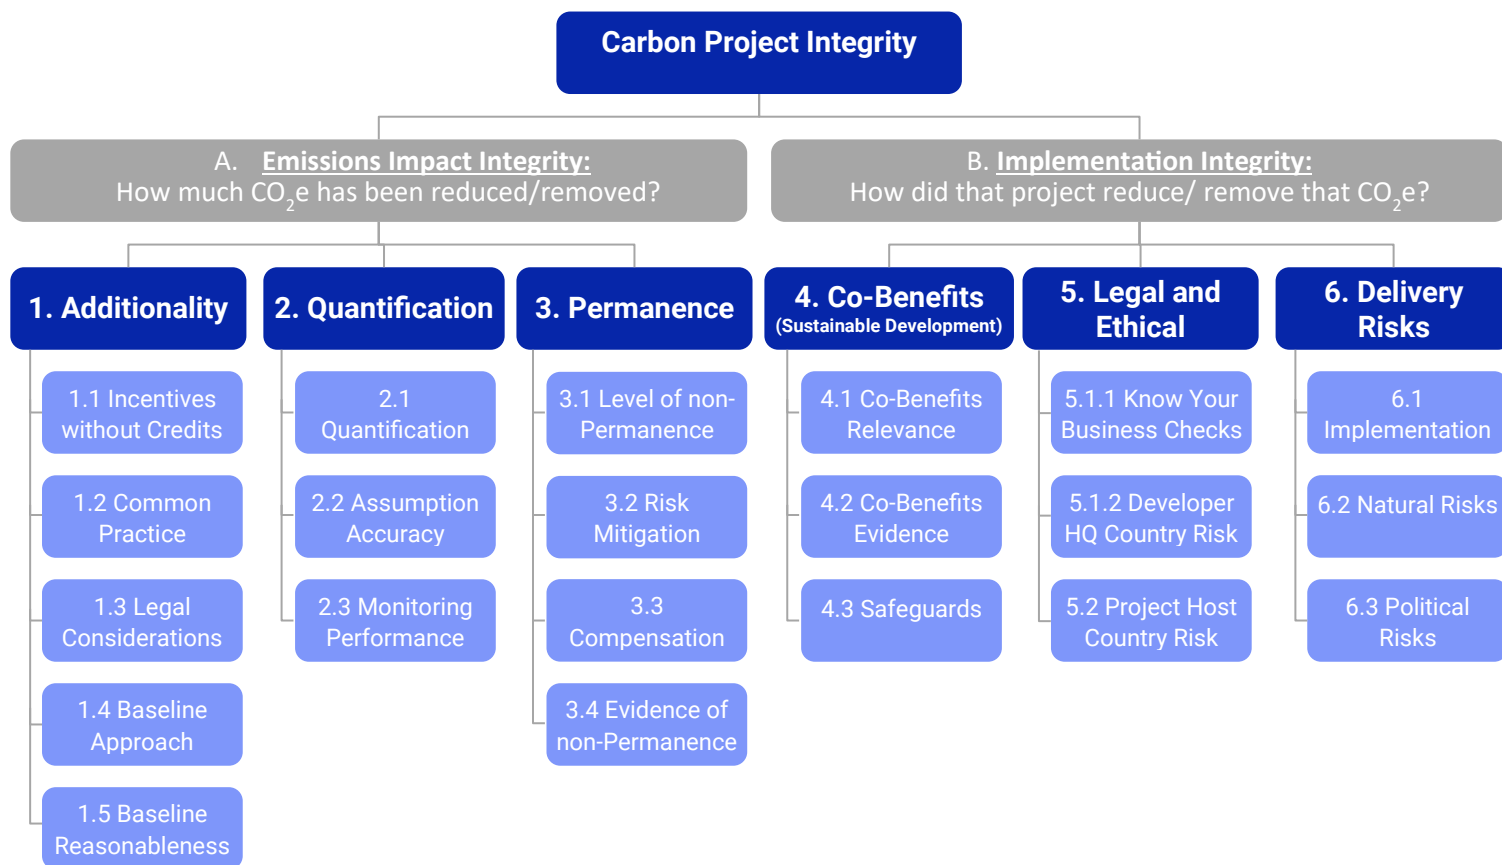 Carbon Project Integrity
A. Emissions Impact Integrity:
How much CO₂e has been reduced/removed?
B. Implementation Integrity:
How did that project reduce/ remove that CO₂e?
1. Additionality
1.1 Incentives
without Credits
1.2 Common
Practice
1.3 Legal
Considerations
1.4 Baseline
Approach
1.5 Baseline
Reasonableness
2. Quantification
2.1
Quantification
2.2 Assumption
Accuracy
2.3 Monitoring
Performance
3. Permanence
3.1 Level of non-
Permanence
3.2 Risk
Mitigation
3.3
Compensation
3.4 Evidence of
non-Permanence
4. Co-Benefits
(Sustainable Development)
4.1 Co-Benefits
Relevance
4.2 Co-Benefits
Evidence
4.3 Safeguards
5. Legal and
Ethical
5.1.1 Know Your
Business Checks
5.1.2 Developer
HQ Country Risk
5.2 Project Host
Country Risk
6. Delivery
Risks
6.1
Implementation
6.2 Natural Risks
6.3 Political
Risks